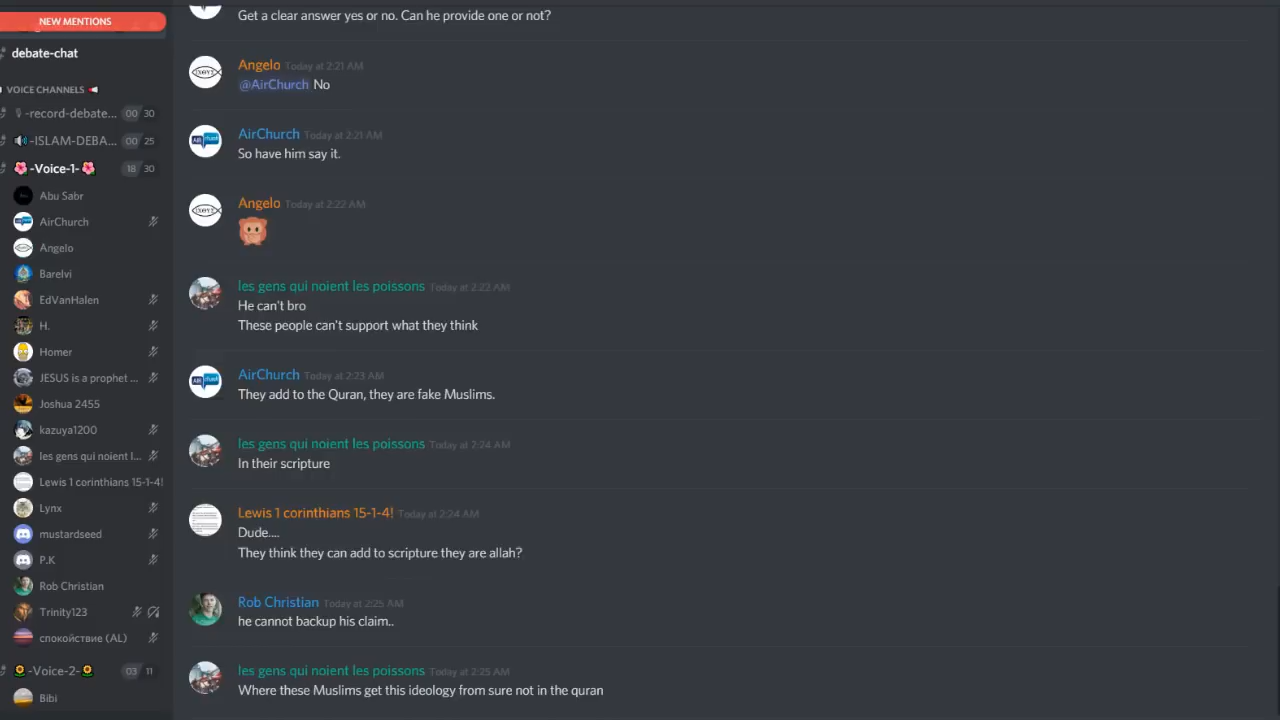 NEW MENTIONS
debate-chat
VOICE CHANNELS
-record-debate... 00 30
-ISLAM-DEBA... 00 25
-Voice-1- 18 30
Abu Sabr
AirChurch
Angelo
Barelvi
EdVanHalen
H.
Homer
JESUS is a prophet ...
Joshua 2455
kazuya1200
les gens qui noient l...
Lewis 1 corinthians 15-1-4!
Lynx
mustardseed
P.K
Rob Christian
Trinity123
спокойствие (AL)
-Voice-2- 03 11
Bibi
Get a clear answer yes or no. Can he provide one or not?
Angelo Today at 2:21 AM
@AirChurch No
AirChurch Today at 2:21 AM
So have him say it.
Angelo Today at 2:22 AM
les gens qui noient les poissons Today at 2:22 AM
He can't bro
These people can't support what they think
AirChurch Today at 2:23 AM
They add to the Quran, they are fake Muslims.
les gens qui noient les poissons Today at 2:24 AM
In their scripture
Lewis 1 corinthians 15-1-4! Today at 2:24 AM
Dude....
They think they can add to scripture they are allah?
Rob Christian Today at 2:25 AM
he cannot backup his claim..
les gens qui noient les poissons Today at 2:25 AM
Where these Muslims get this ideology from sure not in the quran